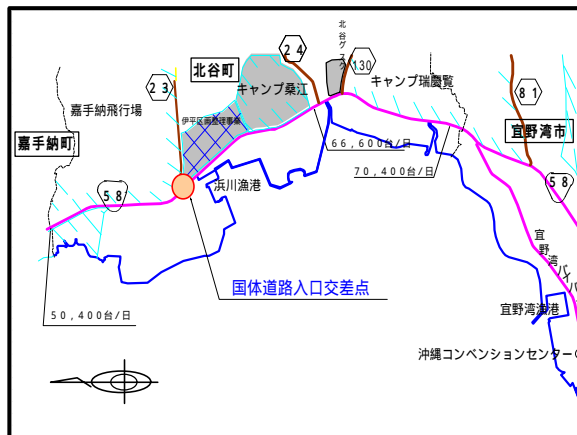 北谷グスク
24
130
北谷町
23
キャンプ桑江
キャンプ瑞慶覧
81
嘉手納飛行場
伊平区画整理事業
宜野湾市
嘉手納町
66,600台/日
70,400台/日
58
浜川漁港
58
宜野湾バイパ
国体道路入口交差点
宜野湾漁港
50,400台/日
沖縄コンベンションセンター